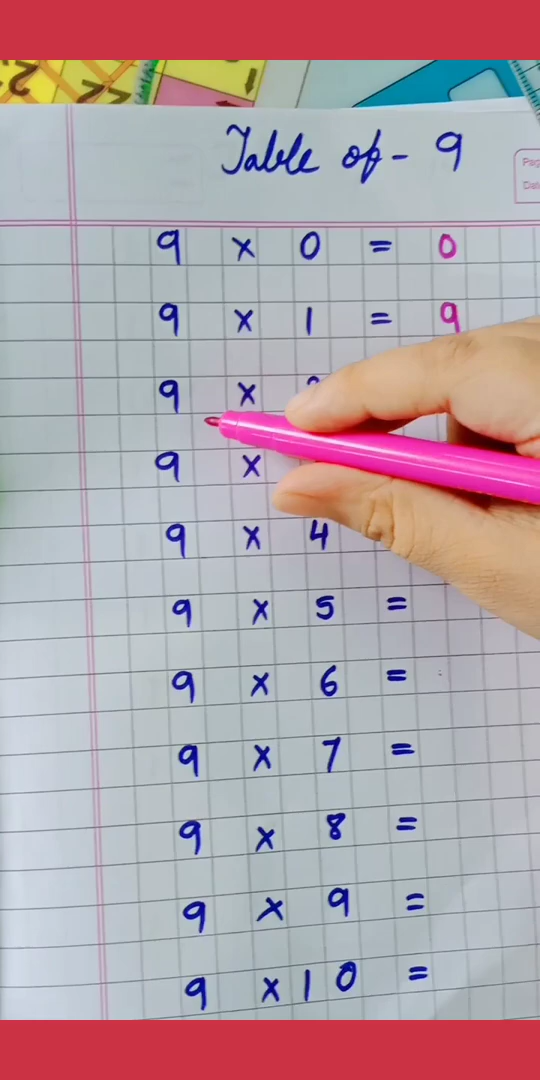 Table of - 9
9 × 0 = 0
9 × 1 = 9
9 ×
9 ×
9 × 4
9 × 5 =
9 × 6 =
9 × 7 =
9 × 8 =
9 × 9 =
9 × 10 =